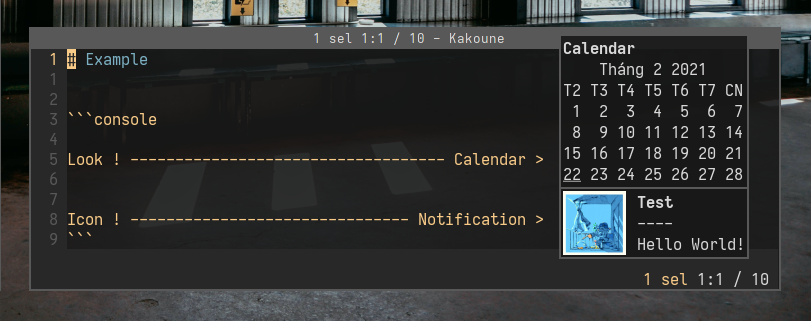 1 sel 1:1 / 10 - Kakoune
1 # Example
1
2
3 ```console
4
5 Look ! ----------------------------------- Calendar >
6
7
8 Icon ! ------------------------------- Notification >
9 ```
Calendar
Tháng 2 2021
T2 T3 T4 T5 T6 T7 CN
1 2 3 4 5 6 7
8 9 10 11 12 13 14
15 16 17 18 19 20 21
22 23 24 25 26 27 28
Test
----
Hello World!
1 sel 1:1 / 10